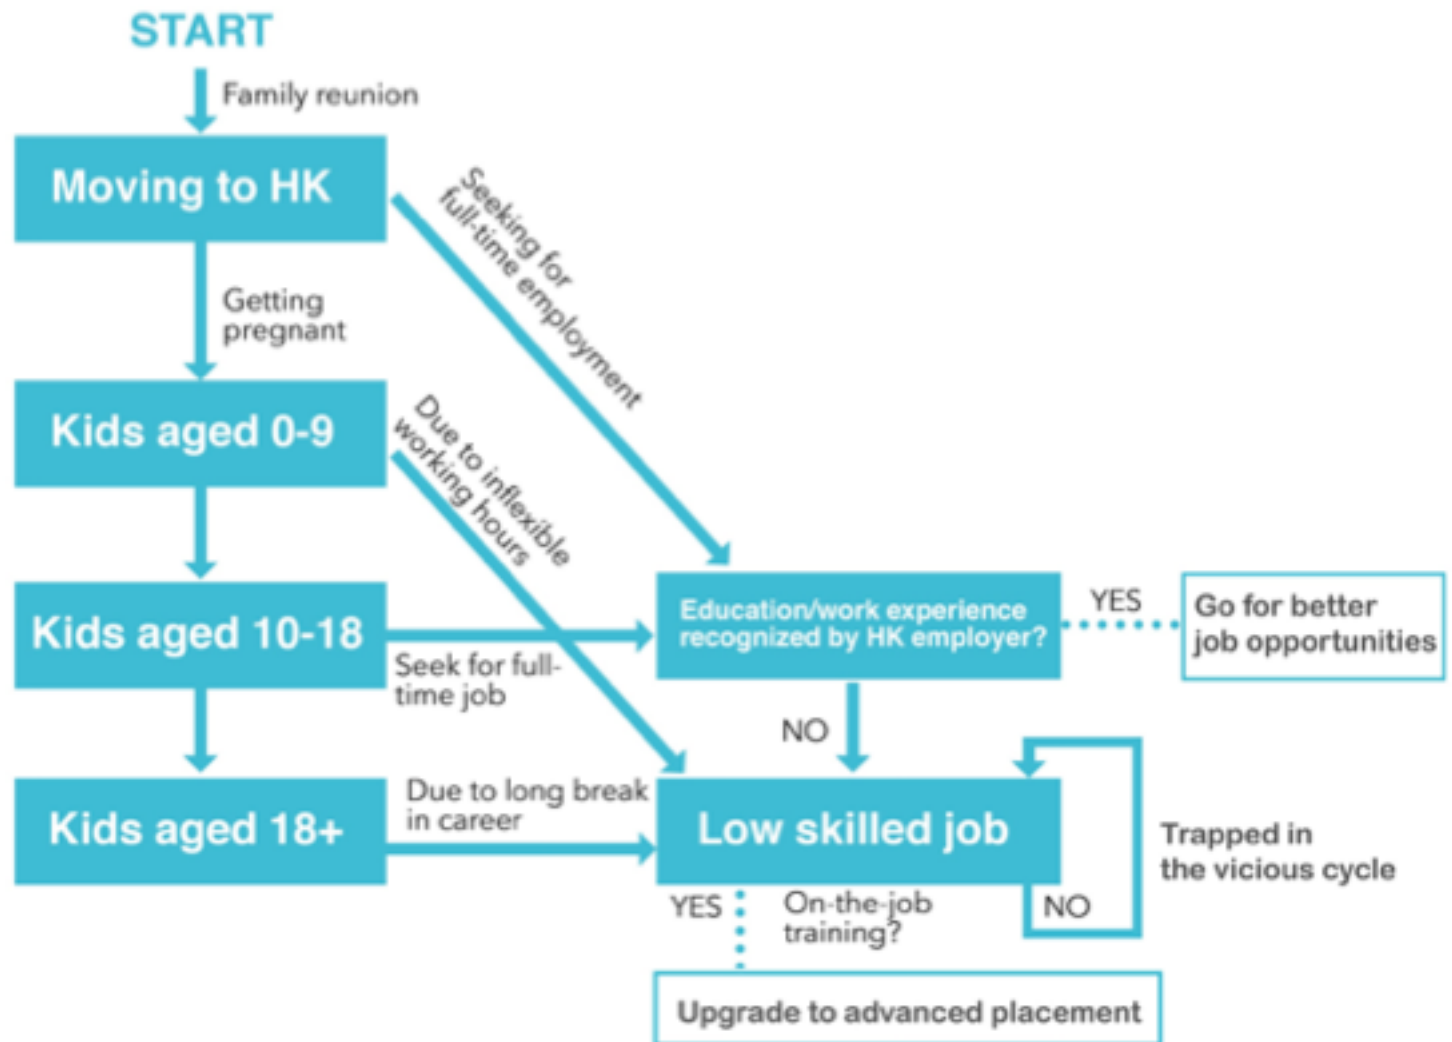 START
Family reunion
Moving to HK
Seeking for
full-time employment
Getting
pregnant
Kids aged 0-9
Due to inflexible
working hours
Kids aged 10-18
Seek for full-
time job
Education/work experience
recognized by HK employer?
YES
Go for better
job opportunities
NO
Kids aged 18+
Due to long break
in career
Low skilled job
Trapped in
the vicious cycle
YES
On-the-job
training?
NO
Upgrade to advanced placement